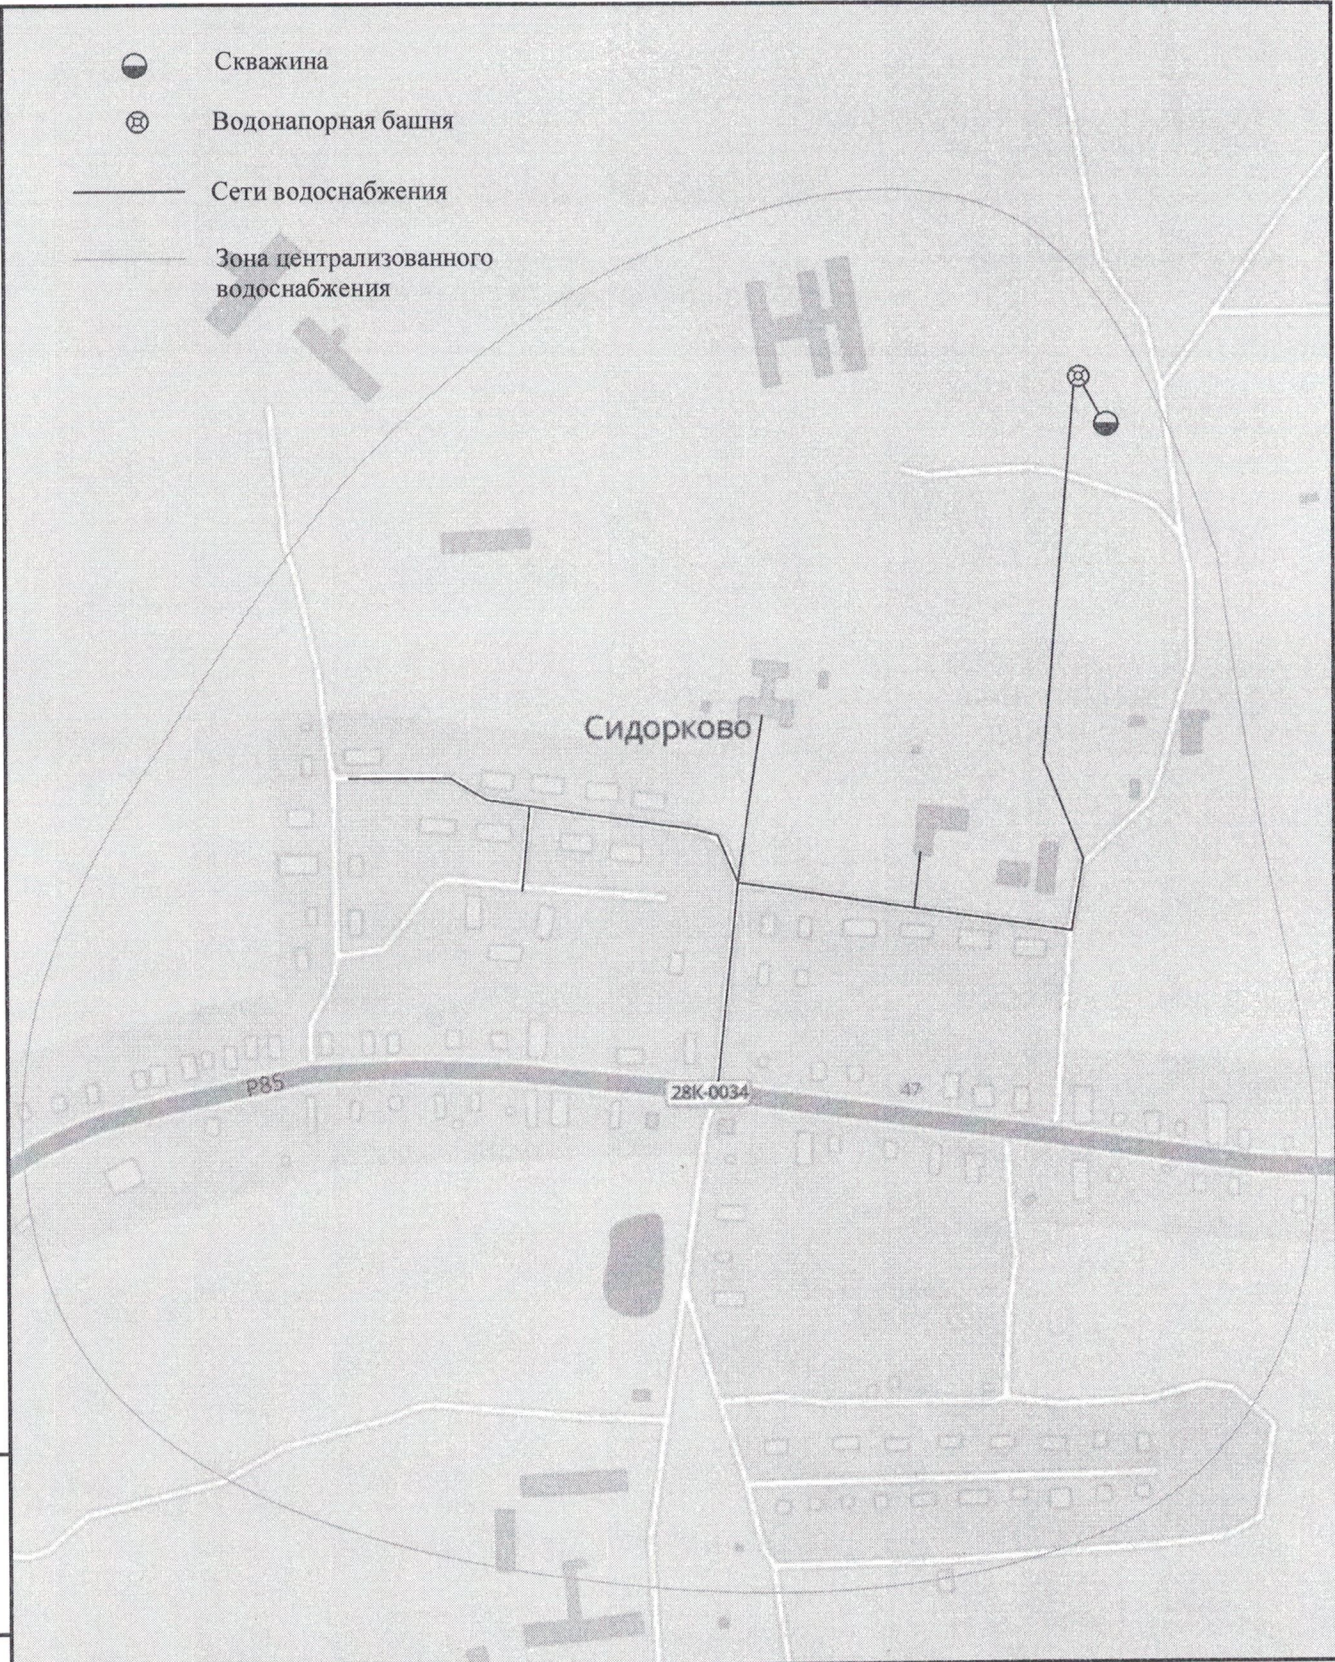 Скважина
Водонапорная башня
Сети водоснабжения
Зона централизованного
водоснабжения
Сидорково
Р85
28К-0034
47